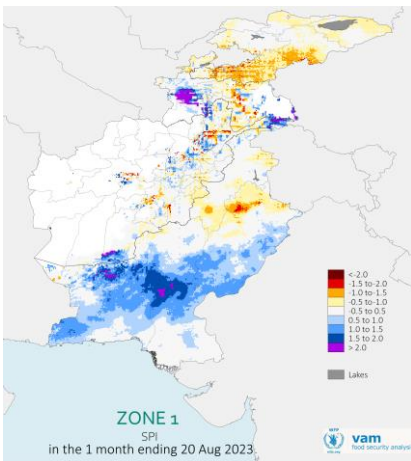 <-2.0
-1.5 to-2.0
-1.0 to-1.5
-0.5 to-1.0
-0.5 to 0.5
0.5 to 1.0
1.0 to 1.5
1.5 to 2.0
> 2.0
Lakes
ZONE 1
SPI
in the 1 month ending 20 Aug 2023
WFP
vam
food security analysi